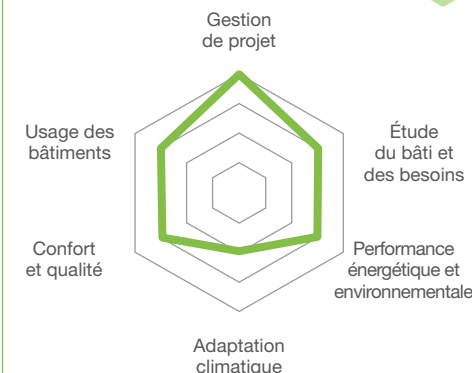 Gestion
de projet
Usage des
bâtiments
Étude
du bâti et
des besoins
Confort
et qualité
Performance
énergétique et
environnementale
Adaptation
climatique